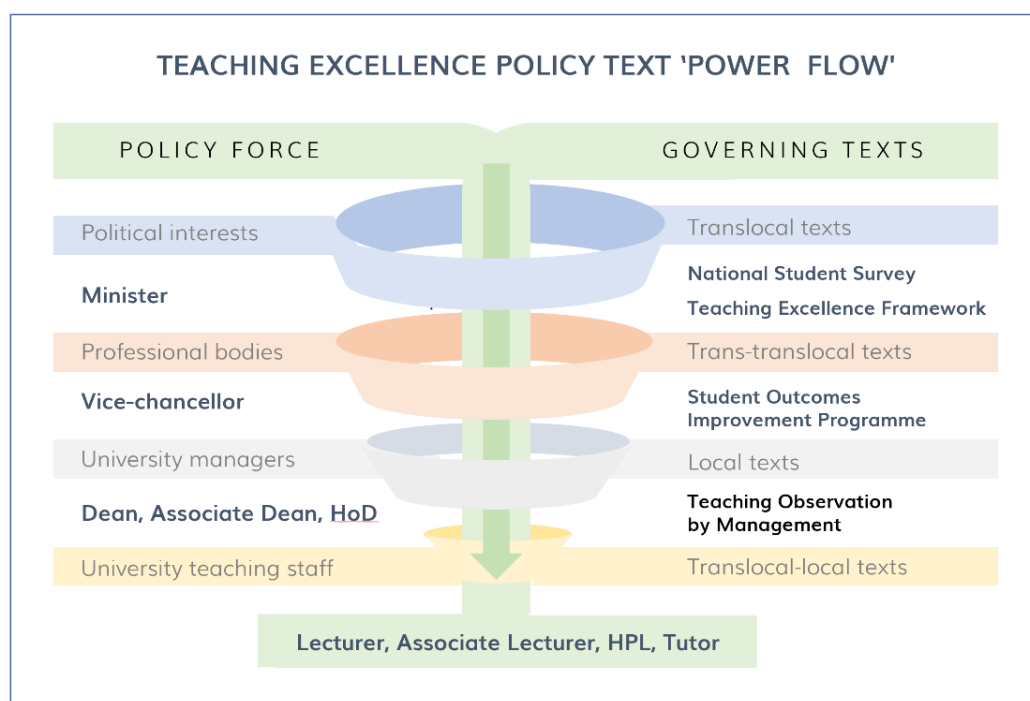 TEACHING EXCELLENCE POLICY TEXT 'POWER FLOW'
POLICY FORCE
GOVERNING TEXTS
Political interests
Translocal texts
Minister
National Student Survey
Teaching Excellence Framework
Professional bodies
Trans-translocal texts
Vice-chancellor
Student Outcomes
Improvement Programme
University managers
Local texts
Dean, Associate Dean, HoD
Teaching Observation
by Management
University teaching staff
Translocal-local texts
Lecturer, Associate Lecturer, HPL, Tutor